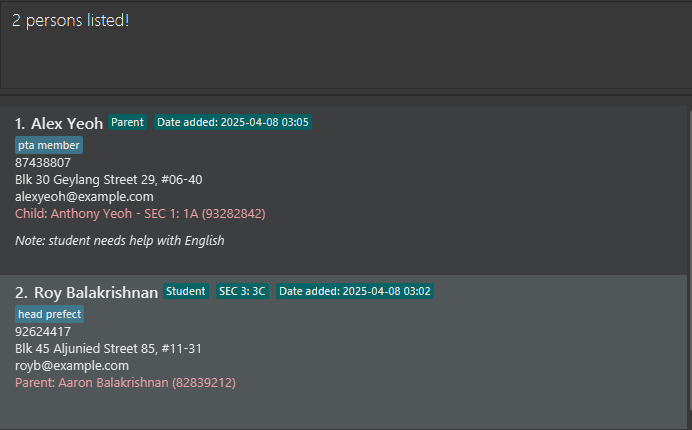 2 persons listed!
1. Alex Yeoh Parent Date added: 2025-04-08 03:05
pta member
87438807
Blk 30 Geylang Street 29, #06-40
alexyeoh@example.com
Child: Anthony Yeoh - SEC 1: 1A (93282842)
Note: student needs help with English
2. Roy Balakrishnan Student SEC 3: 3C Date added: 2025-04-08 03:02
head prefect
92624417
Blk 45 Aljunied Street 85, #11-31
royb@example.com
Parent: Aaron Balakrishnan (82839212)